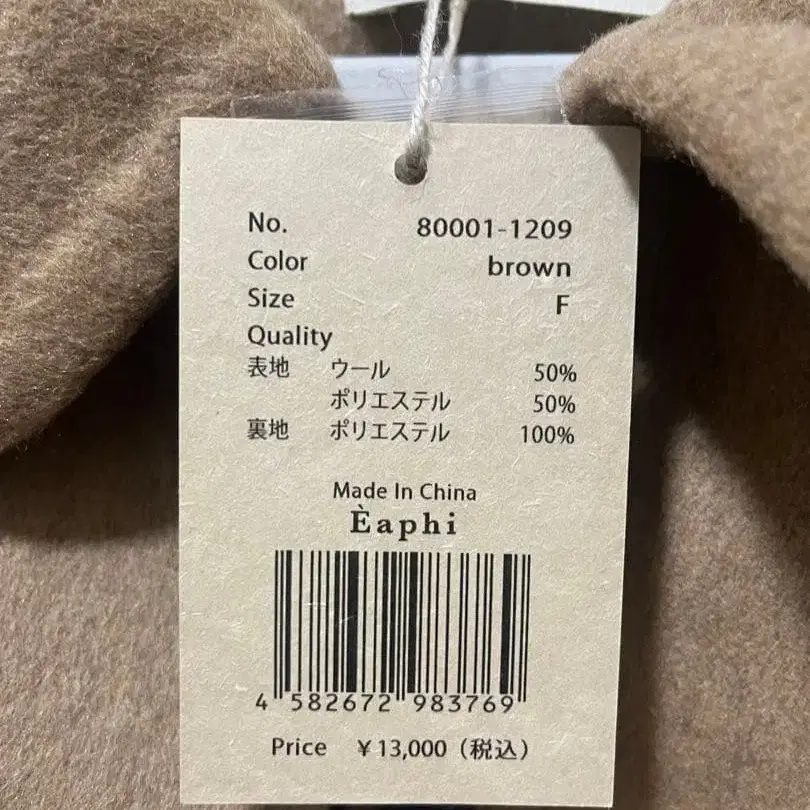 No. 80001-1209
Color brown
Size F
Quality
表地 ウール 50%
ポリエステル 50%
裏地 ポリエステル 100%
Made In China
Èaphi
4 582672 983769
Price ￥13,000（税込）